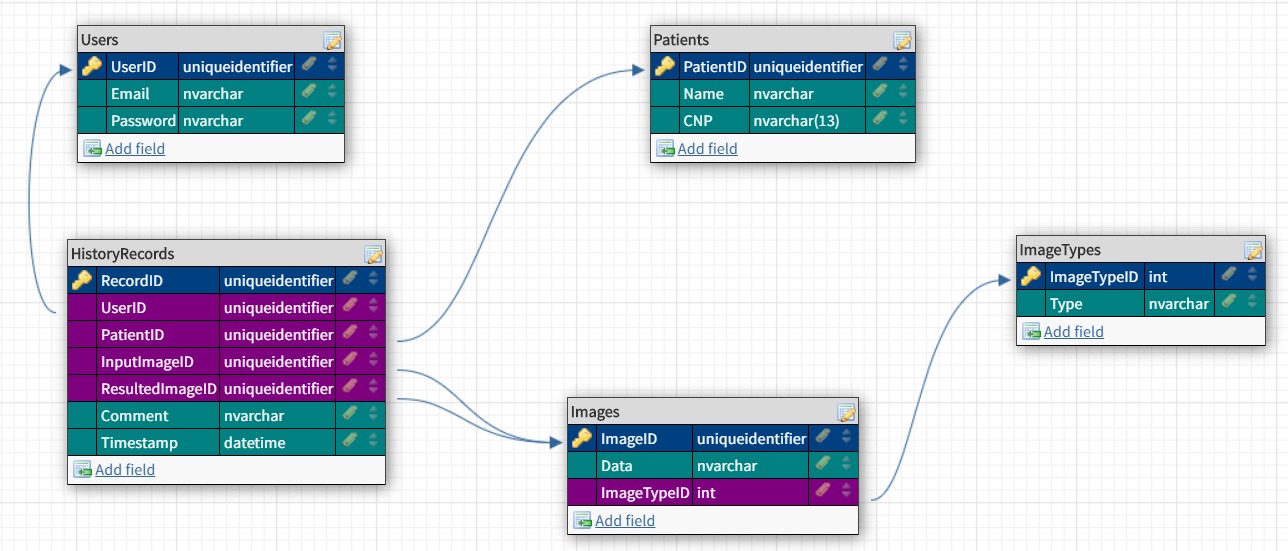 Users
UserID uniqueidentifier
Email nvarchar
Password nvarchar
Add field
Patients
PatientID uniqueidentifier
Name nvarchar
CNP nvarchar(13)
Add field
HistoryRecords
RecordID uniqueidentifier
UserID uniqueidentifier
PatientID uniqueidentifier
InputImageID uniqueidentifier
ResultedImageID uniqueidentifier
Comment nvarchar
Timestamp datetime
Add field
Images
ImageID uniqueidentifier
Data nvarchar
ImageTypeID int
Add field
ImageTypes
ImageTypeID int
Type nvarchar
Add field